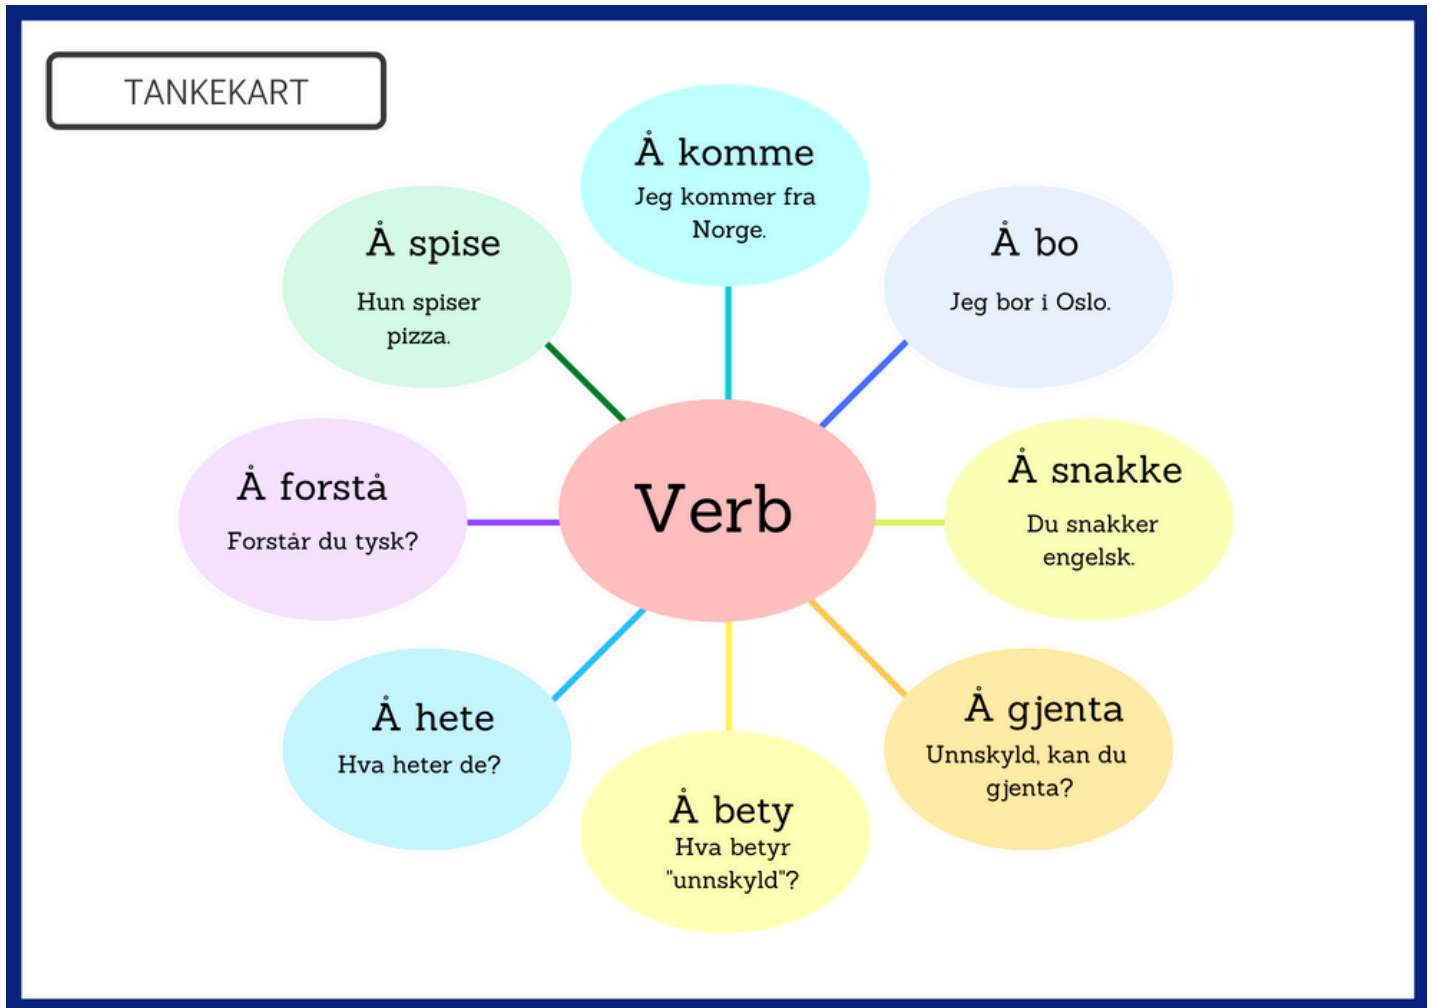 TANKEKART
Å komme
Jeg kommer fra
Norge.
Å bo
Jeg bor i Oslo.
Å snakke
Du snakker
engelsk.
Å gjenta
Unnskyld, kan du
gjenta?
Å bety
Hva betyr
"unnskyld"?
Å hete
Hva heter de?
Å forstå
Forstår du tysk?
Å spise
Hun spiser
pizza.
Verb